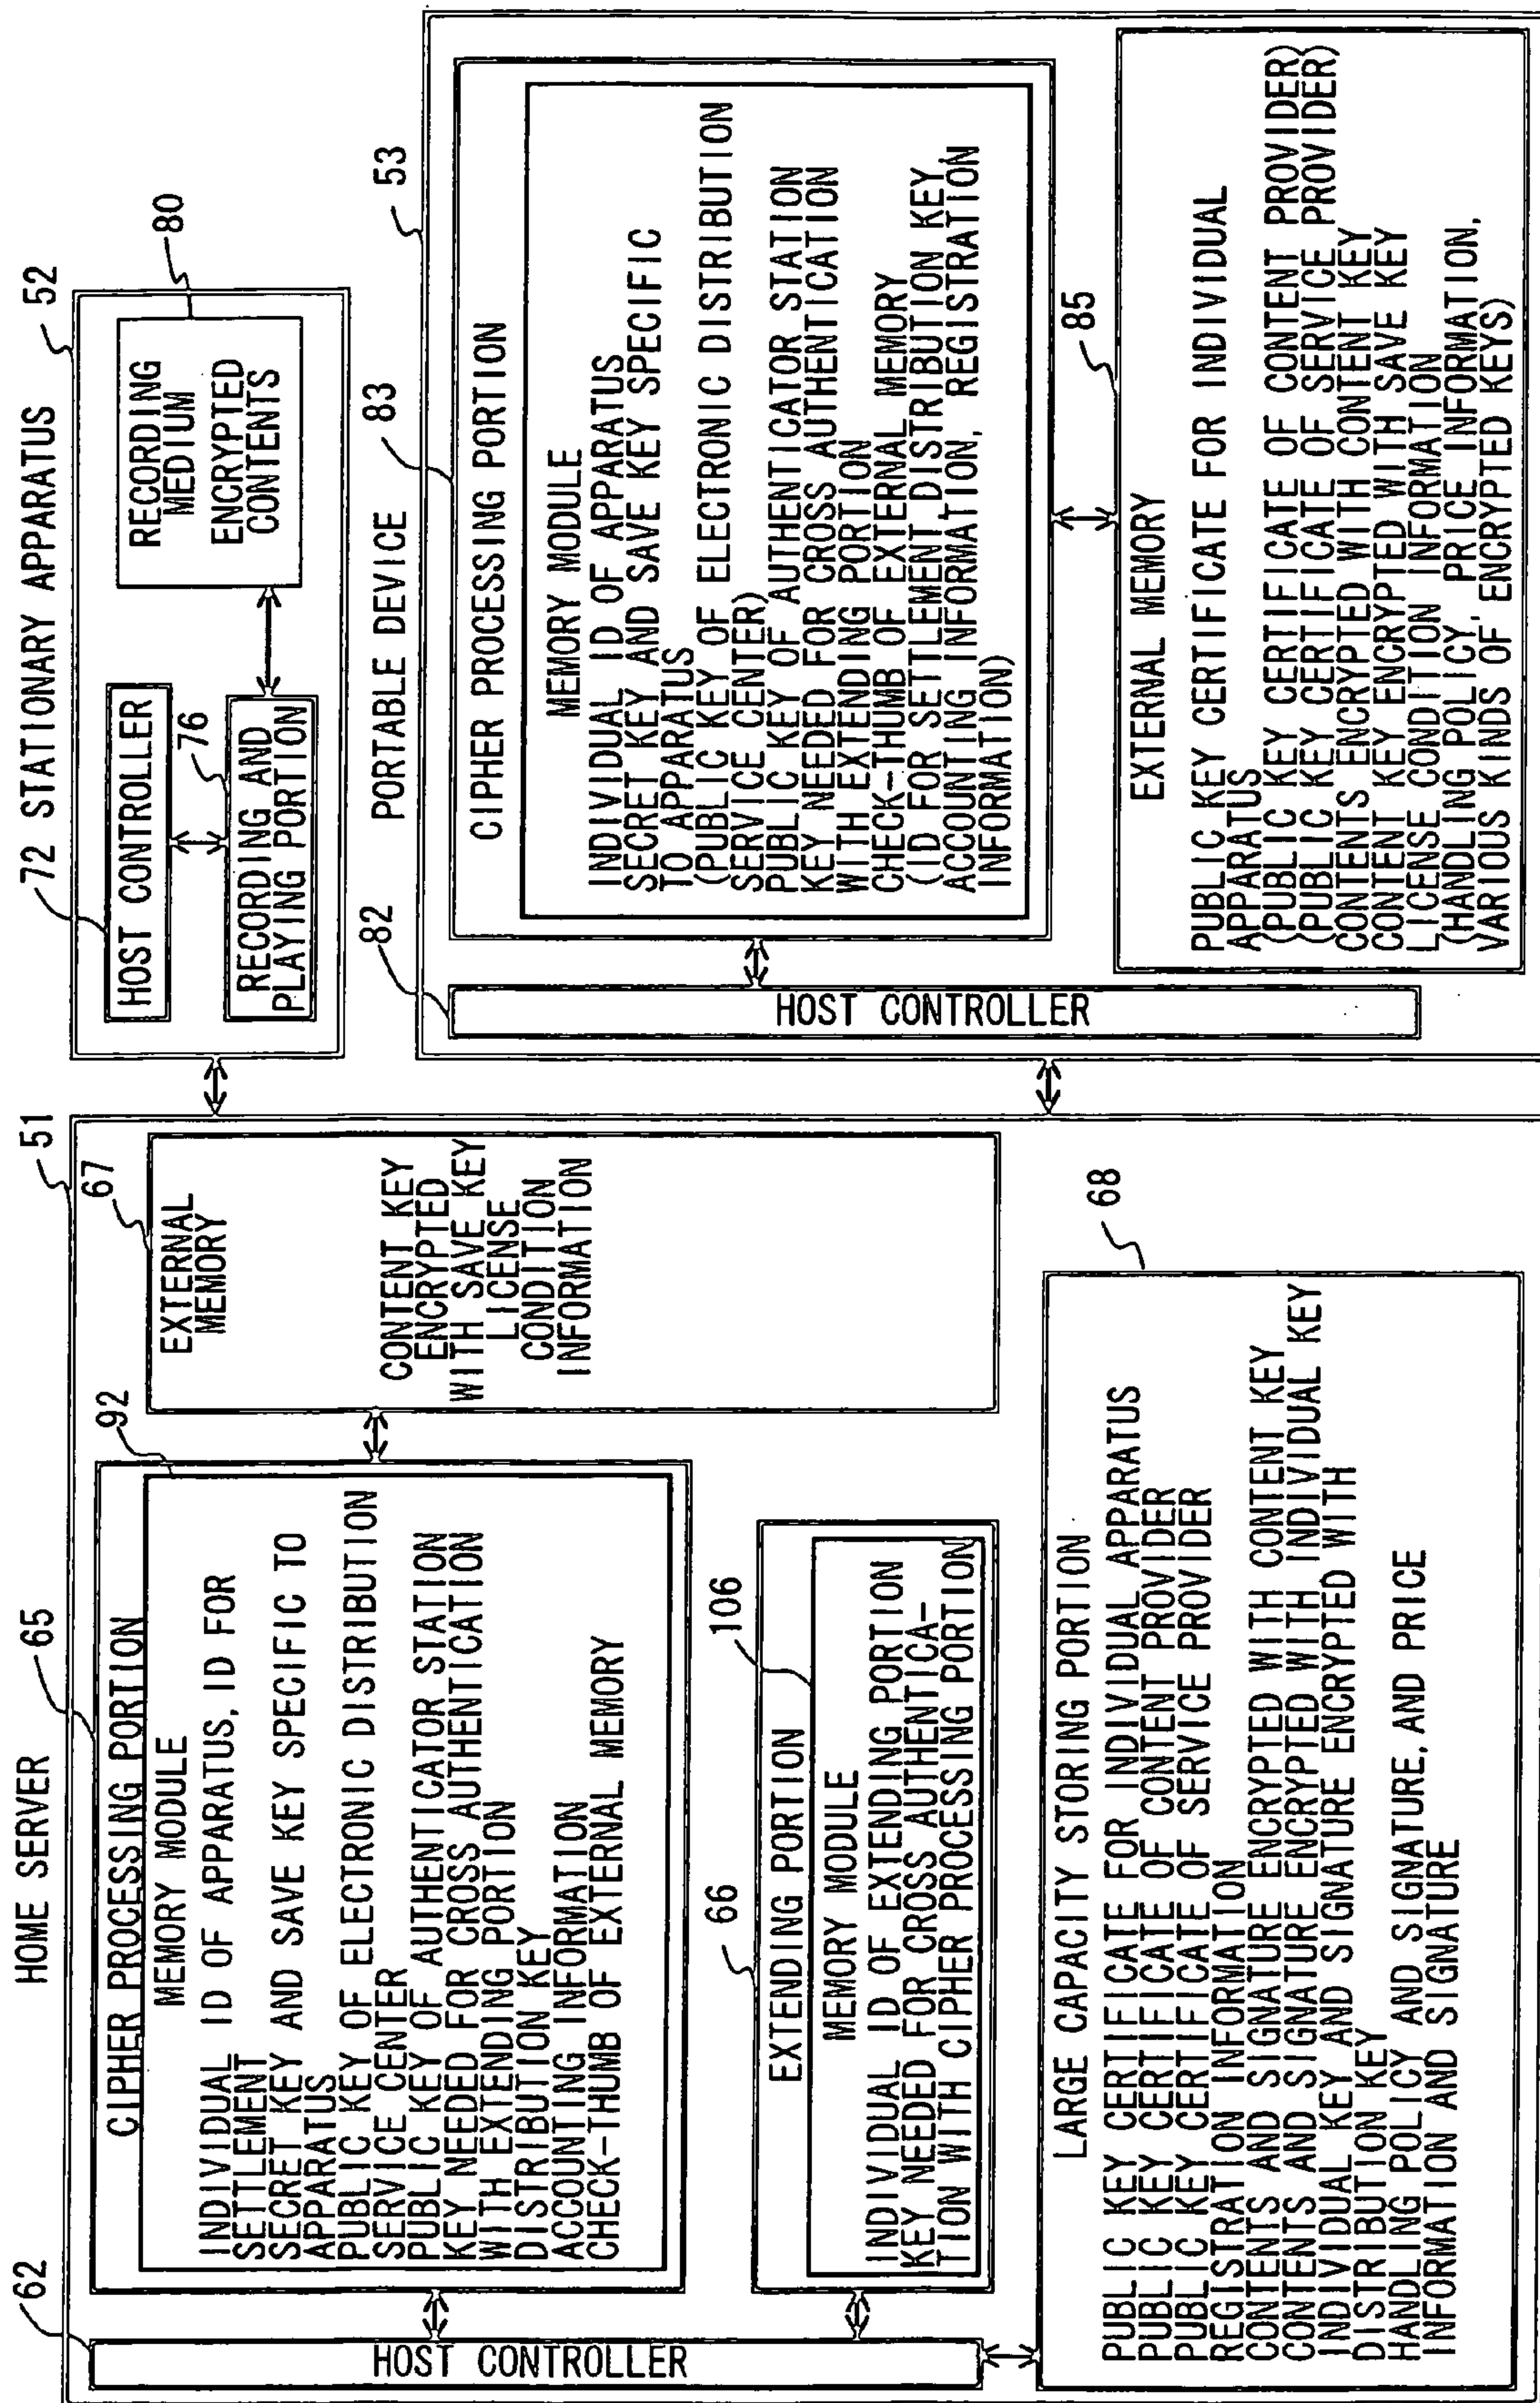 HOME SERVER
51
62
HOST CONTROLLER
65
CIPHER PROCESSING PORTION
92
MEMORY MODULE
INDIVIDUAL ID OF APPARATUS, ID FOR
SETTLEMENT
SECRET KEY AND SAVE KEY SPECIFIC TO
APPARATUS
PUBLIC KEY OF ELECTRONIC DISTRIBUTION
SERVICE CENTER
PUBLIC KEY OF AUTHENTICATOR STATION
KEY NEEDED FOR CROSS AUTHENTICATION
WITH EXTENDING PORTION
DISTRIBUTION KEY
ACCOUNTING INFORMATION
CHECK-THUMB OF EXTERNAL MEMORY
67
EXTERNAL
MEMORY
CONTENT KEY
ENCRYPTED
WITH SAVE KEY
LICENSE
CONDITION
INFORMATION
66
EXTENDING PORTION
106
MEMORY MODULE
INDIVIDUAL ID OF EXTENDING PORTION
KEY NEEDED FOR CROSS AUTHENTICA-
TION WITH CIPHER PROCESSING PORTION
68
LARGE CAPACITY STORING PORTION
PUBLIC KEY CERTIFICATE FOR INDIVIDUAL APPARATUS
PUBLIC KEY CERTIFICATE OF CONTENT PROVIDER
PUBLIC KEY CERTIFICATE OF SERVICE PROVIDER
REGISTRATION INFORMATION
CONTENTS AND SIGNATURE ENCRYPTED WITH CONTENT KEY
CONTENTS AND SIGNATURE ENCRYPTED WITH INDIVIDUAL KEY
INDIVIDUAL KEY AND SIGNATURE ENCRYPTED WITH
DISTRIBUTION KEY
HANDLING POLICY AND SIGNATURE, AND PRICE
INFORMATION AND SIGNATURE
72 STATIONARY APPARATUS 52
HOST CONTROLLER
76
RECORDING AND
PLAYING PORTION
80
RECORDING
MEDIUM
ENCRYPTED
CONTENTS
PORTABLE DEVICE
53
82
HOST CONTROLLER
83
CIPHER PROCESSING PORTION
MEMORY MODULE
INDIVIDUAL ID OF APPARATUS
SECRET KEY AND SAVE KEY SPECIFIC
TO APPARATUS
(PUBLIC KEY OF ELECTRONIC DISTRIBUTION
SERVICE CENTER)
PUBLIC KEY OF AUTHENTICATOR STATION
KEY NEEDED FOR CROSS AUTHENTICATION
WITH EXTENDING PORTION
CHECK-THUMB OF EXTERNAL MEMORY
(ID FOR SETTLEMENT, DISTRIBUTION KEY,
ACCOUNTING INFORMATION, REGISTRATION
INFORMATION)
85
EXTERNAL MEMORY
PUBLIC KEY CERTIFICATE FOR INDIVIDUAL
APPARATUS
(PUBLIC KEY CERTIFICATE OF CONTENT PROVIDER)
(PUBLIC KEY CERTIFICATE OF SERVICE PROVIDER)
CONTENTS ENCRYPTED WITH CONTENT KEY
CONTENT KEY ENCRYPTED WITH SAVE KEY
LICENSE CONDITION INFORMATION
(HANDLING POLICY, PRICE INFORMATION,
VARIOUS KINDS OF ENCRYPTED KEYS)